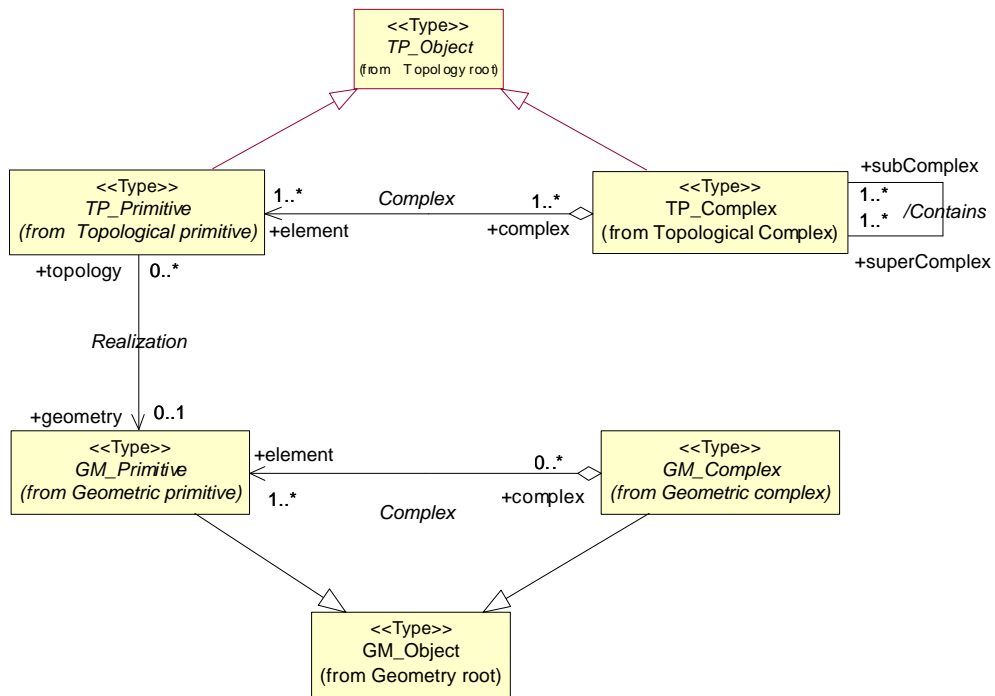 <<Type>>
TP_Object
(from Topology root)
<<Type>>
TP_Primitive
(from Topological primitive)
1..*
+element
Complex
1..*
+complex
<<Type>>
TP_Complex
(from Topological Complex)
+subComplex
1..*
/Contains
1..*
+superComplex
+topology
0..*
Realization
+geometry
0..1
<<Type>>
GM_Primitive
(from Geometric primitive)
+element
1..*
Complex
0..*
+complex
<<Type>>
GM_Complex
(from Geometric complex)
<<Type>>
GM_Object
(from Geometry root)